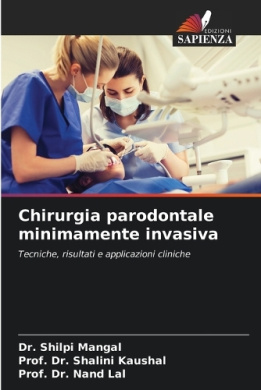 EDIZIONI
SAPIENZA
Chirurgia parodontale
minimamente invasiva
Tecniche, risultati e applicazioni cliniche
Dr. Shilpi Mangal
Prof. Dr. Shalini Kaushal
Prof. Dr. Nand Lal